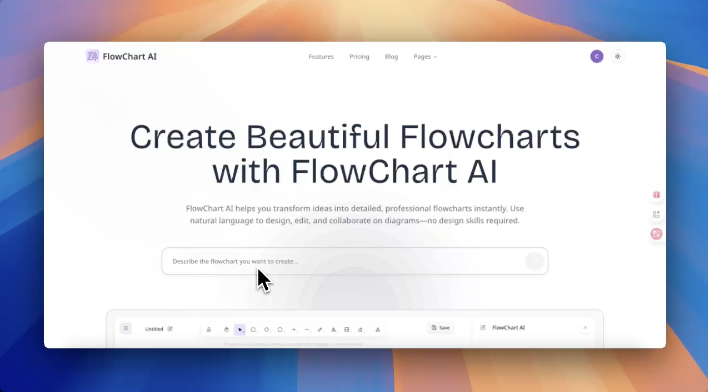 FlowChart AI
Features
Pricing
Blog
Pages
C
Create Beautiful Flowcharts
with FlowChart AI
FlowChart AI helps you transform ideas into detailed, professional flowcharts instantly. Use
natural language to design, edit, and collaborate on diagrams—no design skills required.
Describe the flowchart you want to create...
Untitled
Save
FlowChart AI